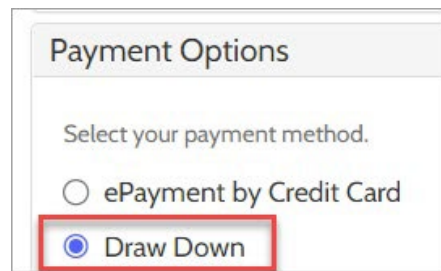 Payment Options
Select your payment method.
ePayment by Credit Card
Draw Down